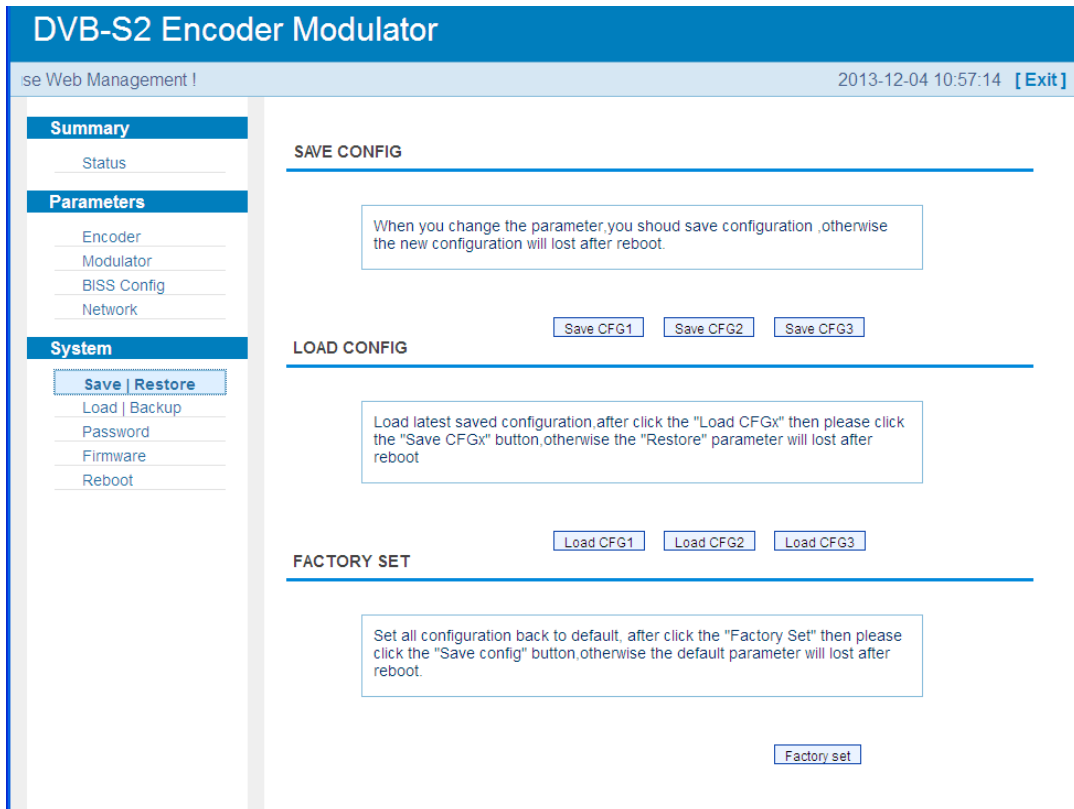 DVB-S2 Encoder Modulator
se Web Management !
2013-12-04 10:57:14 [ Exit ]
Summary
Status
Parameters
Encoder
Modulator
BISS Config
Network
System
Save | Restore
Load | Backup
Password
Firmware
Reboot
SAVE CONFIG
When you change the parameter,you shoud save configuration ,otherwise
the new configuration will lost after reboot.
Save CFG1 Save CFG2 Save CFG3
LOAD CONFIG
Load latest saved configuration,after click the "Load CFGx" then please click
the "Save CFGx" button,otherwise the "Restore" parameter will lost after
reboot
Load CFG1 Load CFG2 Load CFG3
FACTORY SET
Set all configuration back to default, after click the "Factory Set" then please
click the "Save config" button,otherwise the default parameter will lost after
reboot.
Factory set